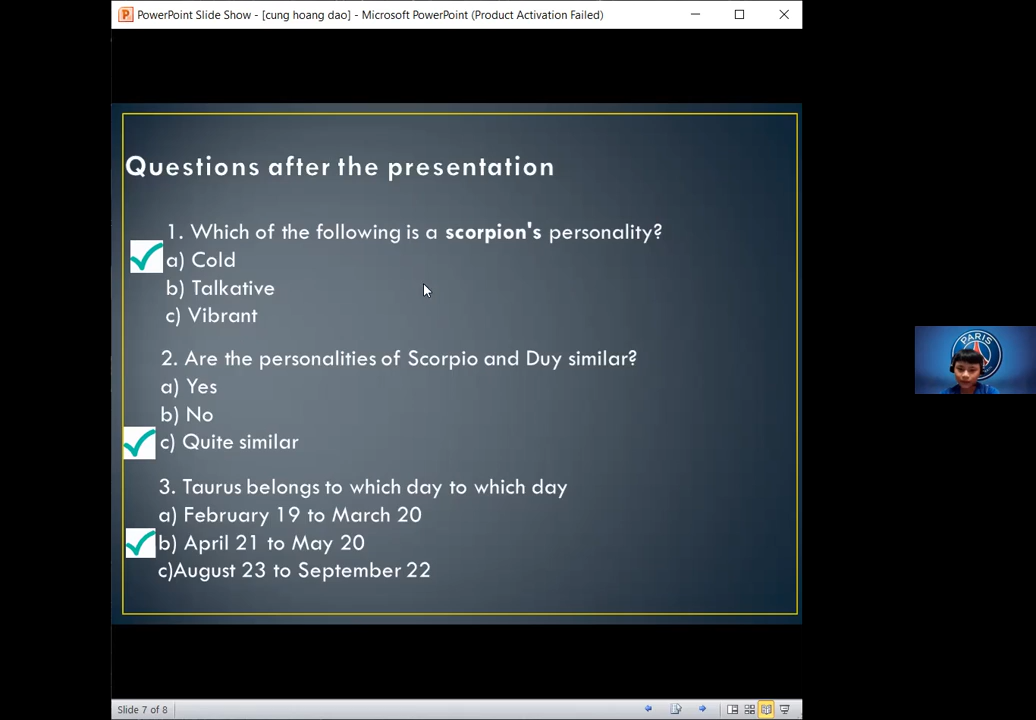 PowerPoint Slide Show - [cung hoang dao] - Microsoft PowerPoint (Product Activation Failed)
Questions after the presentation
1. Which of the following is a scorpion's personality?
a) Cold
b) Talkative
c) Vibrant
2. Are the personalities of Scorpio and Duy similar?
a) Yes
b) No
c) Quite similar
3. Taurus belongs to which day to which day
a) February 19 to March 20
b) April 21 to May 20
c)August 23 to September 22
PARIS
Slide 7 of 8